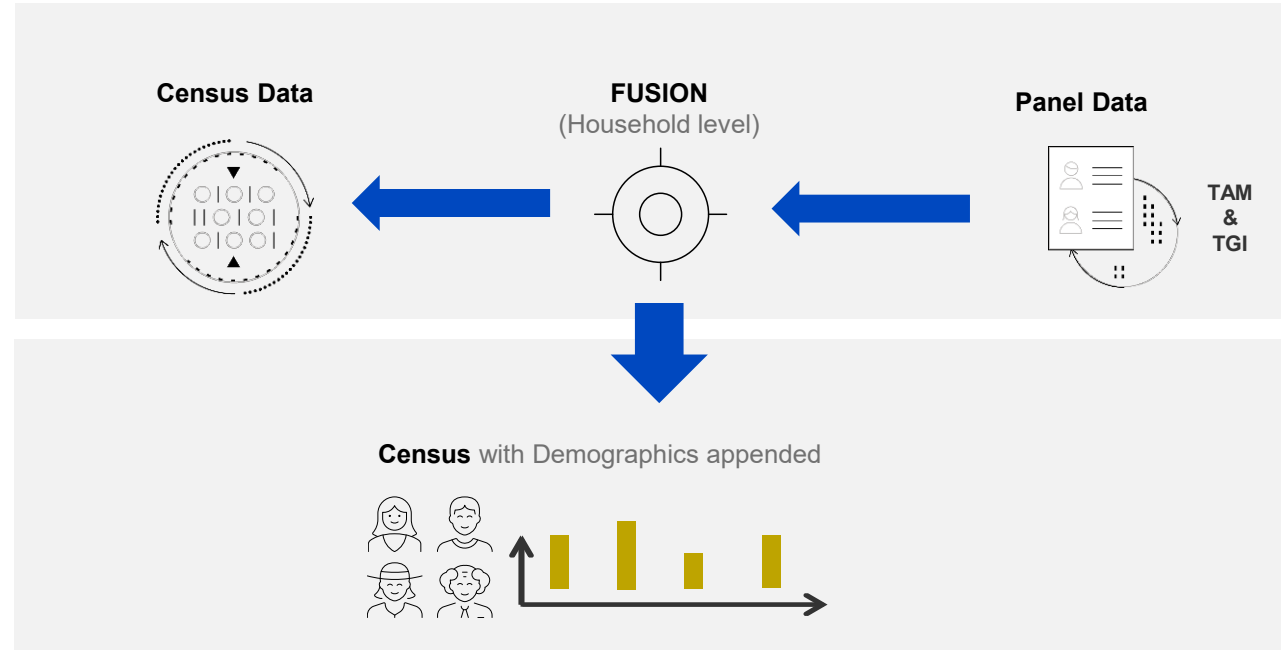 Census Data
FUSION
(Household level)
Panel Data
TAM
&
TGI
Census with Demographics appended